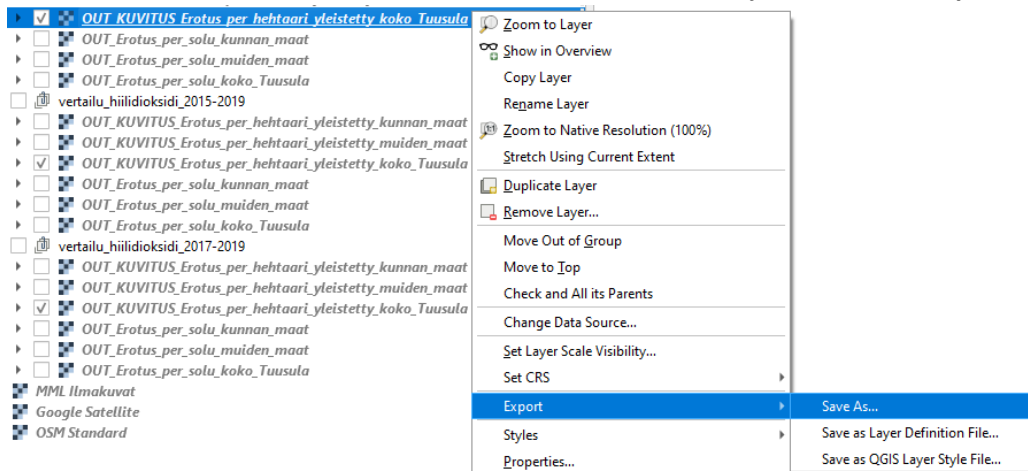 OUT_KUVITUS_Erotus_per_hehtaari_yleistetty_koko_Tuusula
OUT_Erotus_per_solu_kunnan_maat
OUT_Erotus_per_solu_muiden_maat
OUT_Erotus_per_solu_koko_Tuusula
vertailu_hiilidioksidi_2015-2019
OUT_KUVITUS_Erotus_per_hehtaari_yleistetty_kunnan_maat
OUT_KUVITUS_Erotus_per_hehtaari_yleistetty_muiden_maat
OUT_KUVITUS_Erotus_per_hehtaari_yleistetty_koko_Tuusula
OUT_Erotus_per_solu_kunnan_maat
OUT_Erotus_per_solu_muiden_maat
OUT_Erotus_per_solu_koko_Tuusula
vertailu_hiilidioksidi_2017-2019
OUT_KUVITUS_Erotus_per_hehtaari_yleistetty_kunnan_maat
OUT_KUVITUS_Erotus_per_hehtaari_yleistetty_muiden_maat
OUT_KUVITUS_Erotus_per_hehtaari_yleistetty_koko_Tuusula
OUT_Erotus_per_solu_kunnan_maat
OUT_Erotus_per_solu_muiden_maat
OUT_Erotus_per_solu_koko_Tuusula
MML Ilmakuvat
Google Satellite
OSM Standard
Zoom to Layer
Show in Overview
Copy Layer
Rename Layer
Zoom to Native Resolution (100%)
Stretch Using Current Extent
Duplicate Layer
Remove Layer...
Move Out of Group
Move to Top
Check and All its Parents
Change Data Source...
Set Layer Scale Visibility...
Set CRS
Export
Styles
Properties...
Save As...
Save as Layer Definition File...
Save as QGIS Layer Style File...